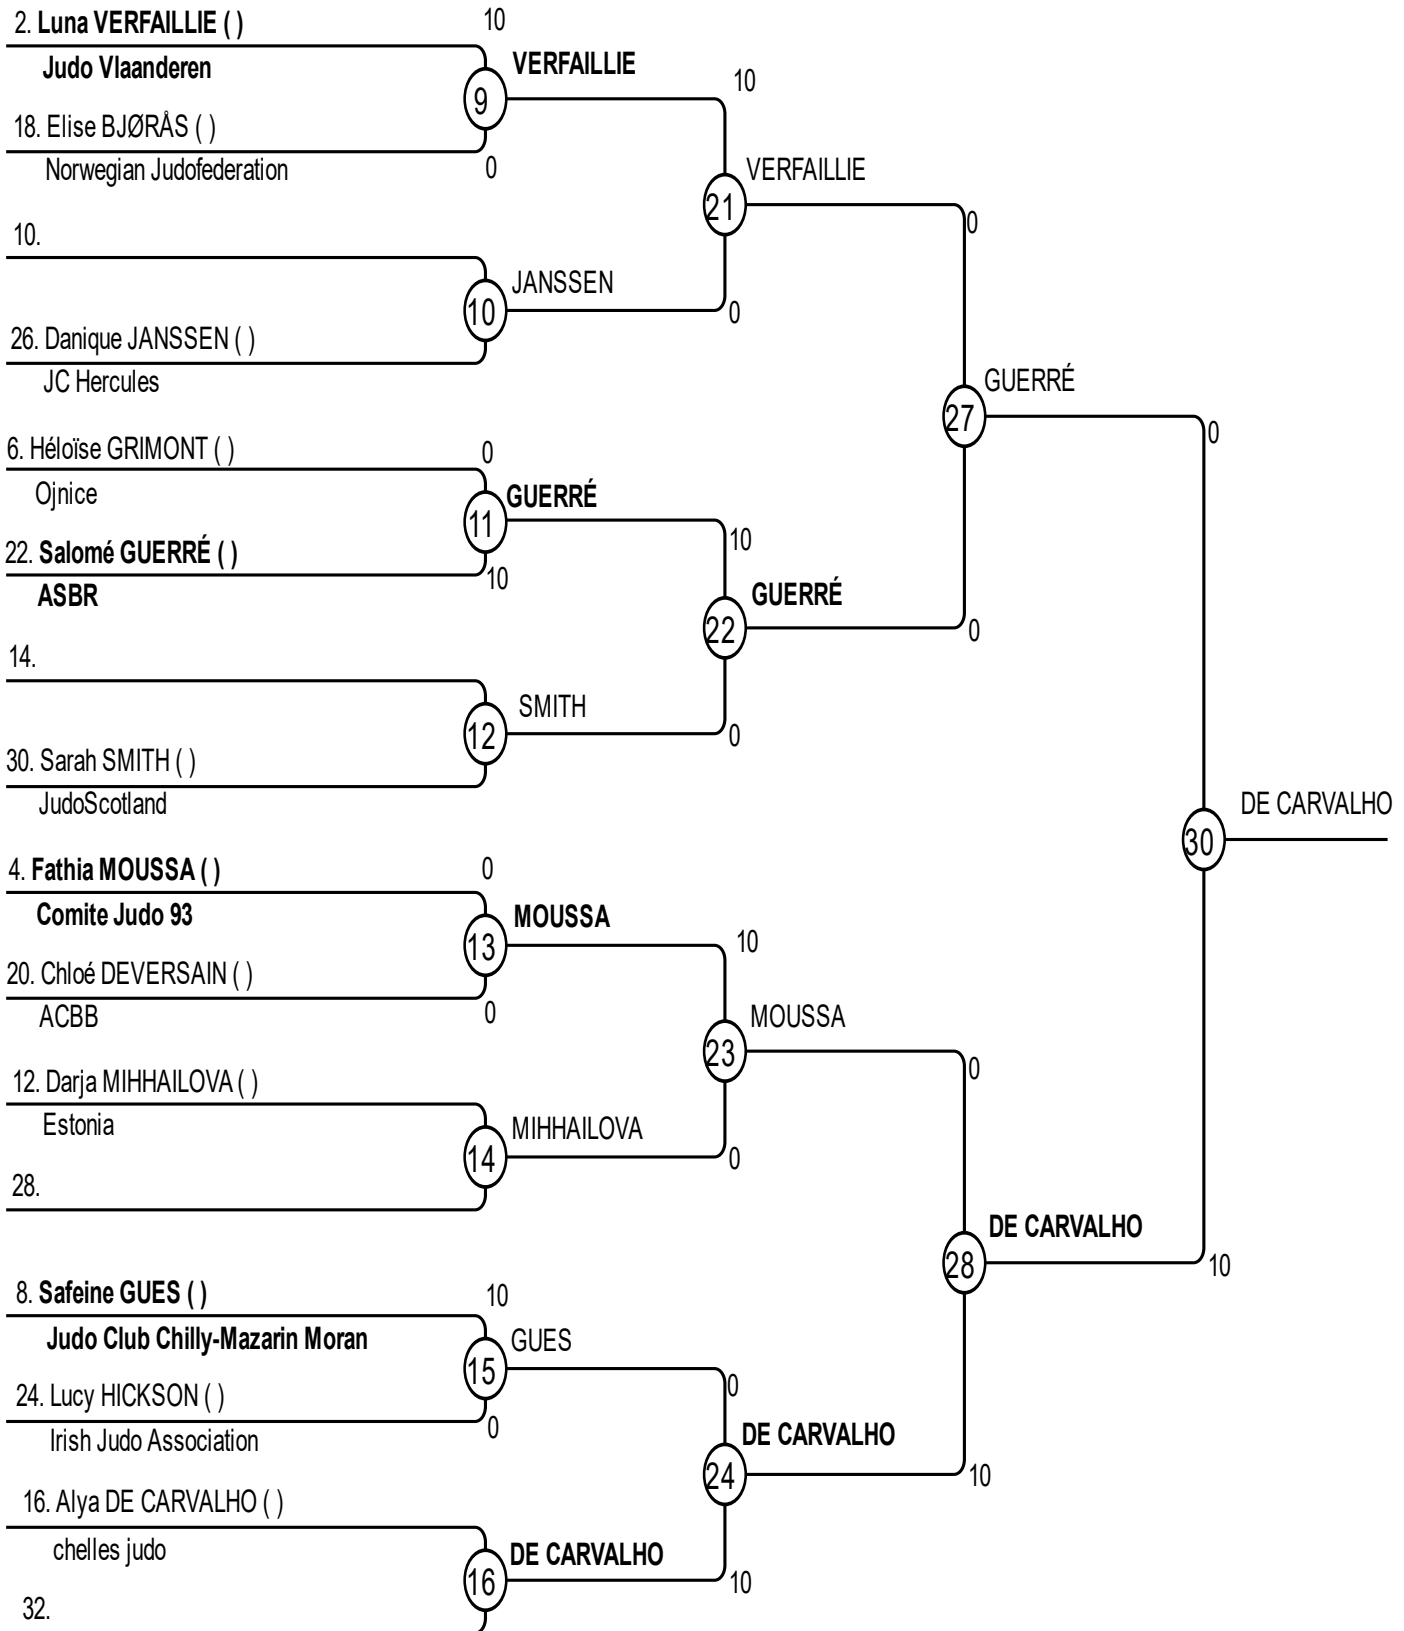 2. Luna VERFAILLIE ( )
10
Judo Vlaanderen
VERFAILLIE
9
10
18. Elise BJØRÅS ( )
Norwegian Judofederation
0
VERFAILLIE
21
0
10.
JANSSEN
10
0
26. Danique JANSSEN ( )
JC Hercules
GUERRÉ
27
0
6. Héloïse GRIMONT ( )
0
Ojnice
GUERRÉ
11
10
22. Salomé GUERRÉ ( )
10
ASBR
GUERRÉ
22
0
14.
SMITH
12
0
30. Sarah SMITH ( )
JudoScotland
DE CARVALHO
30
4. Fathia MOUSSA ( )
0
Comite Judo 93
MOUSSA
13
10
20. Chloé DEVERSAIN ( )
ACBB
0
MOUSSA
23
0
12. Darja MIHHAILOVA ( )
Estonia
MIHHAILOVA
14
0
28.
DE CARVALHO
28
10
8. Safeine GUES ( )
10
Judo Club Chilly-Mazarin Moran
GUES
15
0
24. Lucy HICKSON ( )
0
Irish Judo Association
DE CARVALHO
24
10
16. Alya DE CARVALHO ( )
chelles judo
DE CARVALHO
16
10
32.